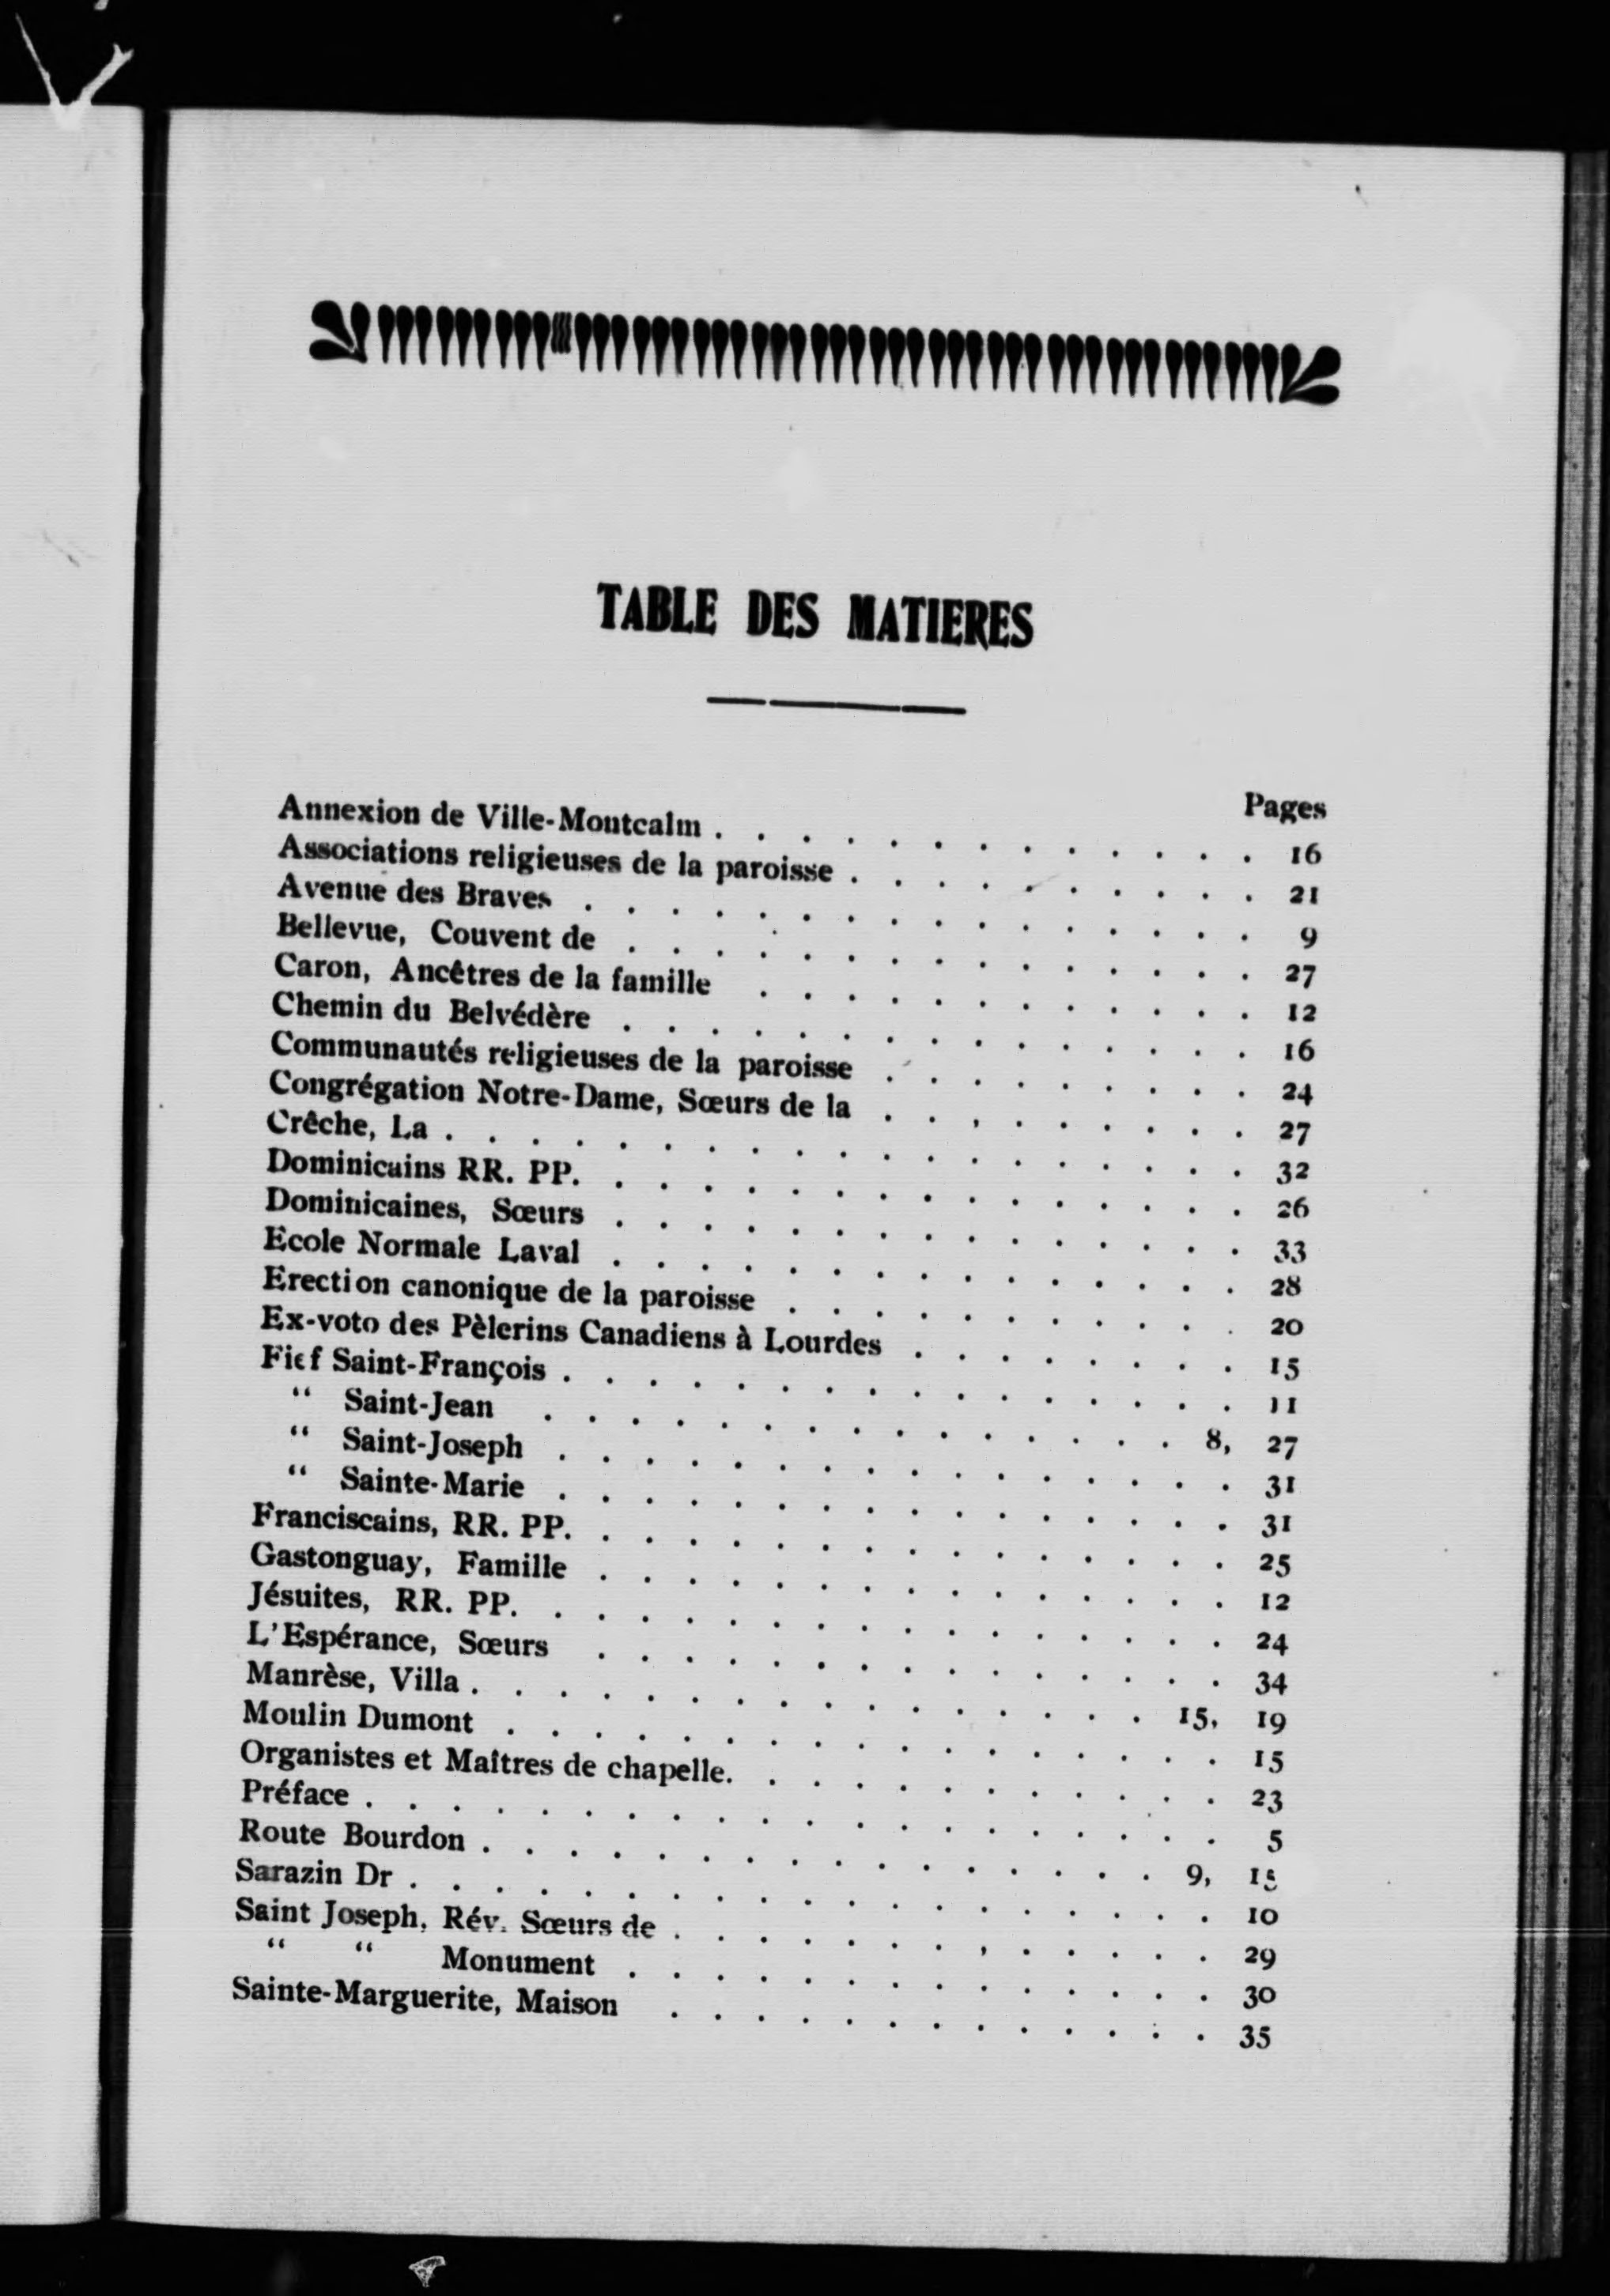 TABLE DES MATIERES
Pages
Annexion de Ville-Montcalm . . . . . . . . . . . . . 16
Associations religieuses de la paroisse . . . . . . . . . . 21
Avenue des Braves . . . . . . . . . . . . . . . . 9
Bellevue, Couvent de . . . . . . . . . . . . . . . 27
Caron, Ancêtres de la famille . . . . . . . . . . . . 12
Chemin du Belvédère . . . . . . . . . . . . . . . 16
Communautés religieuses de la paroisse . . . . . . . . . 24
Congrégation Notre-Dame, Sœurs de la . . . . . . . . . 27
Crêche, La . . . . . . . . . . . . . . . . . . . 32
Dominicains RR. PP. . . . . . . . . . . . . . . . 26
Dominicaines, Sœurs . . . . . . . . . . . . . . . 33
Ecole Normale Laval . . . . . . . . . . . . . . . 28
Erection canonique de la paroisse . . . . . . . . . . . 20
Ex-voto des Pèlerins Canadiens à Lourdes . . . . . . . . 15
Fief Saint-François . . . . . . . . . . . . . . . . 11
“ Saint-Jean . . . . . . . . . . . . . . . 8, 27
“ Saint-Joseph . . . . . . . . . . . . . . . . 31
“ Sainte-Marie . . . . . . . . . . . . . . . . 31
Franciscains, RR. PP. . . . . . . . . . . . . . . . 25
Gastonguay, Famille . . . . . . . . . . . . . . . 12
Jésuites, RR. PP. . . . . . . . . . . . . . . . . 24
L'Espérance, Sœurs . . . . . . . . . . . . . . . 34
Manrèse, Villa . . . . . . . . . . . . . . . . 15, 19
Moulin Dumont . . . . . . . . . . . . . . . . . 15
Organistes et Maîtres de chapelle. . . . . . . . . . . . 23
Préface . . . . . . . . . . . . . . . . . . . . 5
Route Bourdon . . . . . . . . . . . . . . . . 9, 15
Sarazin Dr . . . . . . . . . . . . . . . . . . . 10
Saint Joseph, Rév. Sœurs de . . . . . . . . . . . . . 29
“ “ Monument . . . . . . . . . . . . . . 30
Sainte-Marguerite, Maison . . . . . . . . . . . . . 35